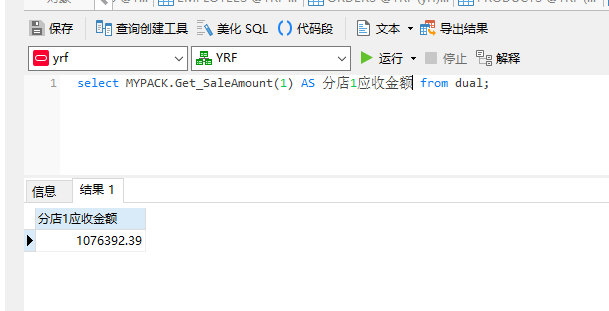 保存 查询创建工具 美化 SQL () 代码段 文本 导出结果
yrf YRF 运行 停止 解释
1 select MYPACK.Get_SaleAmount(1) AS 分店1应收金额 from dual;
信息 结果 1
分店1应收金额
1076392.39